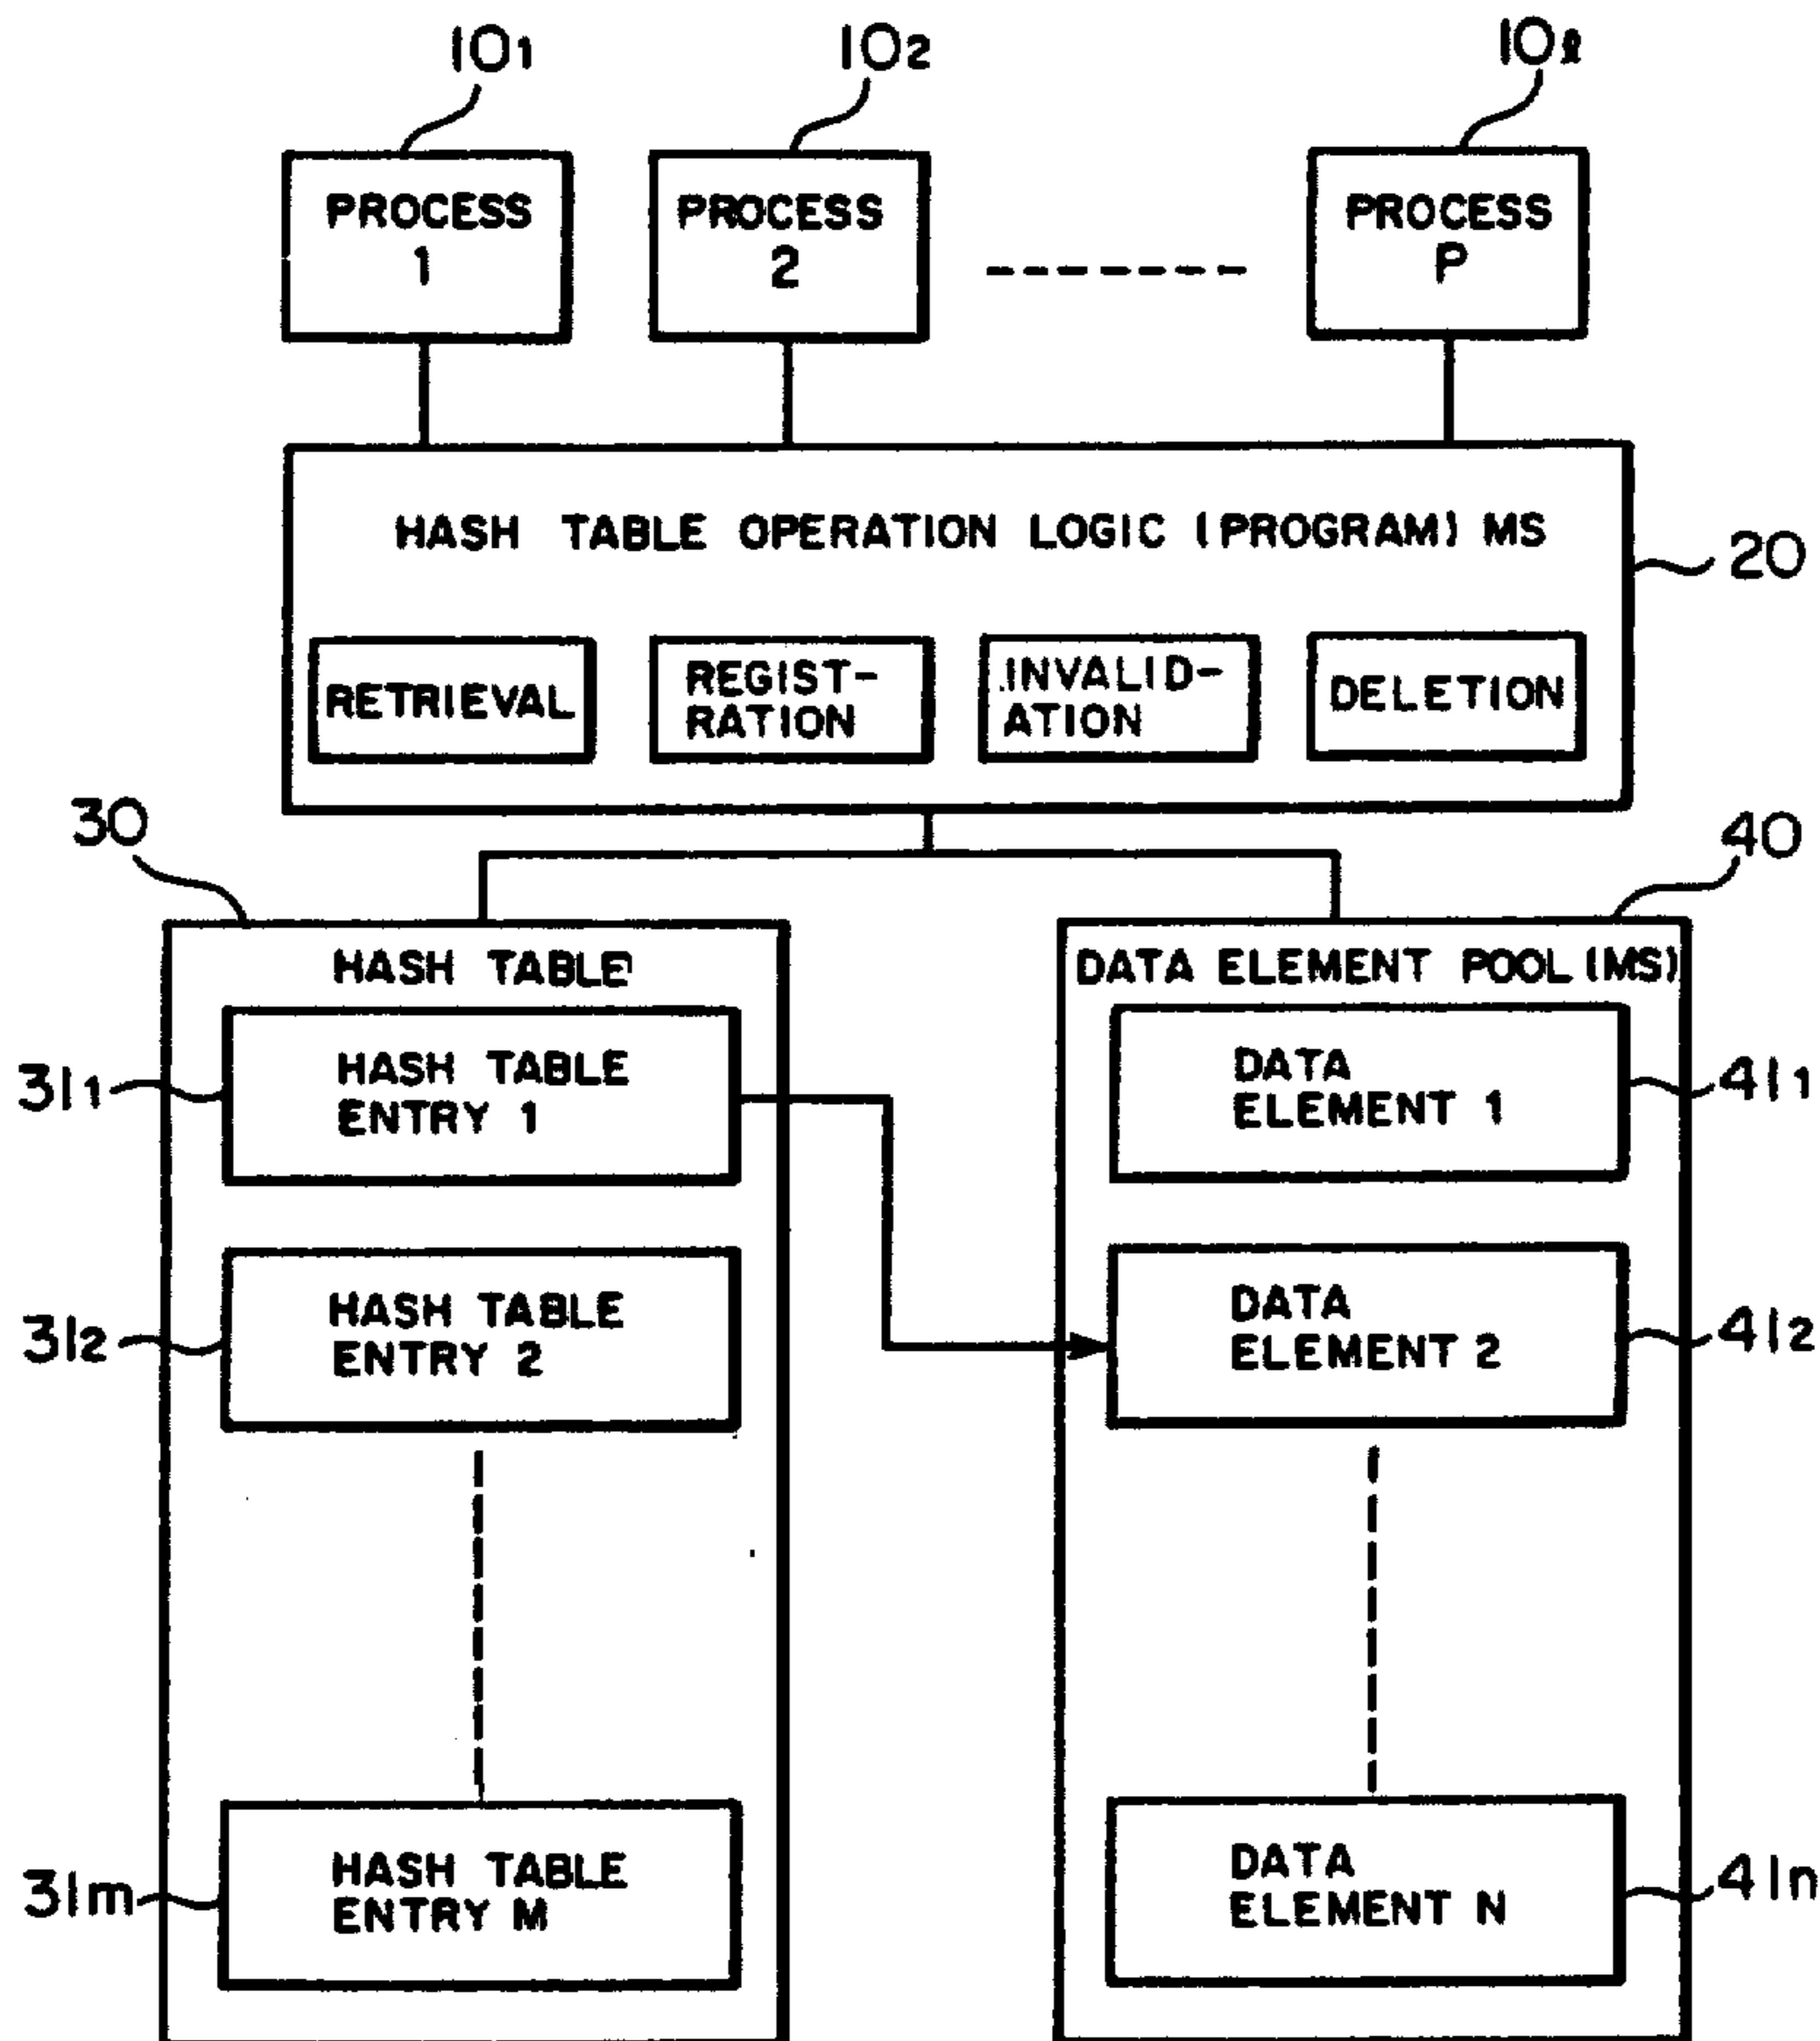 10₁ 10₂ 10ℓ
PROCESS
1
PROCESS
2
PROCESS
P
HASH TABLE OPERATION LOGIC (PROGRAM) MS
20
RETRIEVAL
REGIST-
RATION
INVALID-
ATION
DELETION
30
40
HASH TABLE
DATA ELEMENT POOL (MS)
31₁
HASH TABLE
ENTRY 1
DATA
ELEMENT 1
41₁
31₂
HASH TABLE
ENTRY 2
DATA
ELEMENT 2
41₂
31m
HASH TABLE
ENTRY M
DATA
ELEMENT N
41n